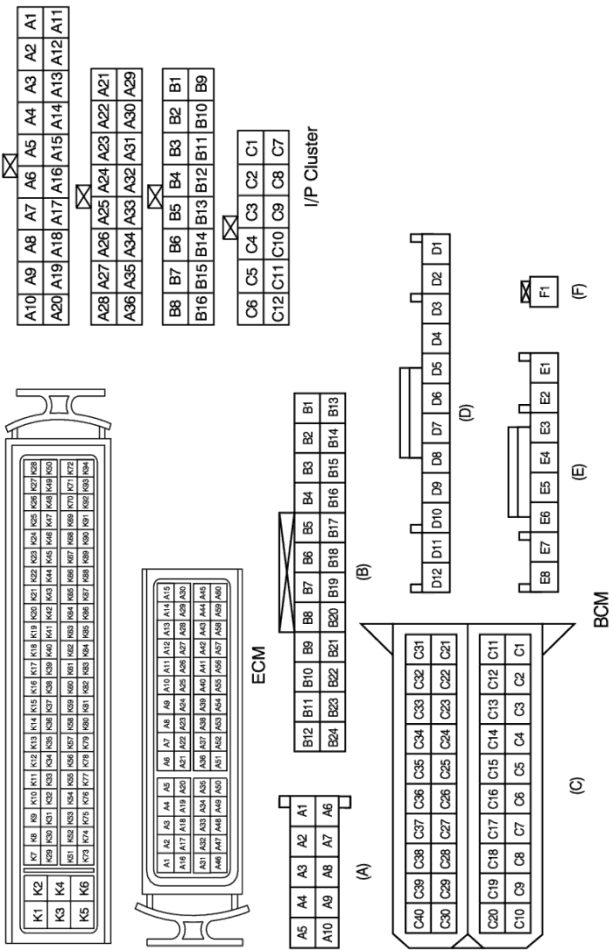 K1 K2
K3 K4
K5 K6
K7 K8 K9 K10 K11 K12 K13 K14 K15 K16 K17 K18 K19 K20 K21 K22 K23 K24 K25 K26 K27 K28
K29 K30 K31 K32 K33 K34 K35 K36 K37 K38 K39 K40 K41 K42 K43 K44 K45 K46 K47 K48 K49 K50
K51 K52 K53 K54 K55 K56 K57 K58 K59 K60 K61 K62 K63 K64 K65 K66 K67 K68 K69 K70 K71 K72
K73 K74 K75 K76 K77 K78 K79 K80 K81 K82 K83 K84 K85 K86 K87 K88 K89 K90 K91 K92 K93 K94
A1 A2 A3 A4 A5 A6 A7 A8 A9 A10 A11 A12 A13 A14 A15
A16 A17 A18 A19 A20 A21 A22 A23 A24 A25 A26 A27 A28 A29 A30
A31 A32 A33 A34 A35 A36 A37 A38 A39 A40 A41 A42 A43 A44 A45
A46 A47 A48 A49 A50 A51 A52 A53 A54 A55 A56 A57 A58 A59 A60
ECM
A10 A9 A8 A7 A6 A5 A4 A3 A2 A1
A20 A19 A18 A17 A16 A15 A14 A13 A12 A11
A28 A27 A26 A25 A24 A23 A22 A21
A36 A35 A34 A33 A32 A31 A30 A29
B8 B7 B6 B5 B4 B3 B2 B1
B16 B15 B14 B13 B12 B11 B10 B9
C6 C5 C4 C3 C2 C1
C12 C11 C10 C9 C8 C7
I/P Cluster
A5 A4 A3 A2 A1
A10 A9 A8 A7 A6
(A)
B12 B11 B10 B9 B8 B7 B6 B5 B4 B3 B2 B1
B24 B23 B22 B21 B20 B19 B18 B17 B16 B15 B14 B13
(B)
C40 C39 C38 C37 C36 C35 C34 C33 C32 C31
C30 C29 C28 C27 C26 C25 C24 C23 C22 C21
C20 C19 C18 C17 C16 C15 C14 C13 C12 C11
C10 C9 C8 C7 C6 C5 C4 C3 C2 C1
(C)
D12 D11 D10 D9 D8 D7 D6 D5 D4 D3 D2 D1
(D)
E8 E7 E6 E5 E4 E3 E2 E1
(E)
F1
(F)
BCM